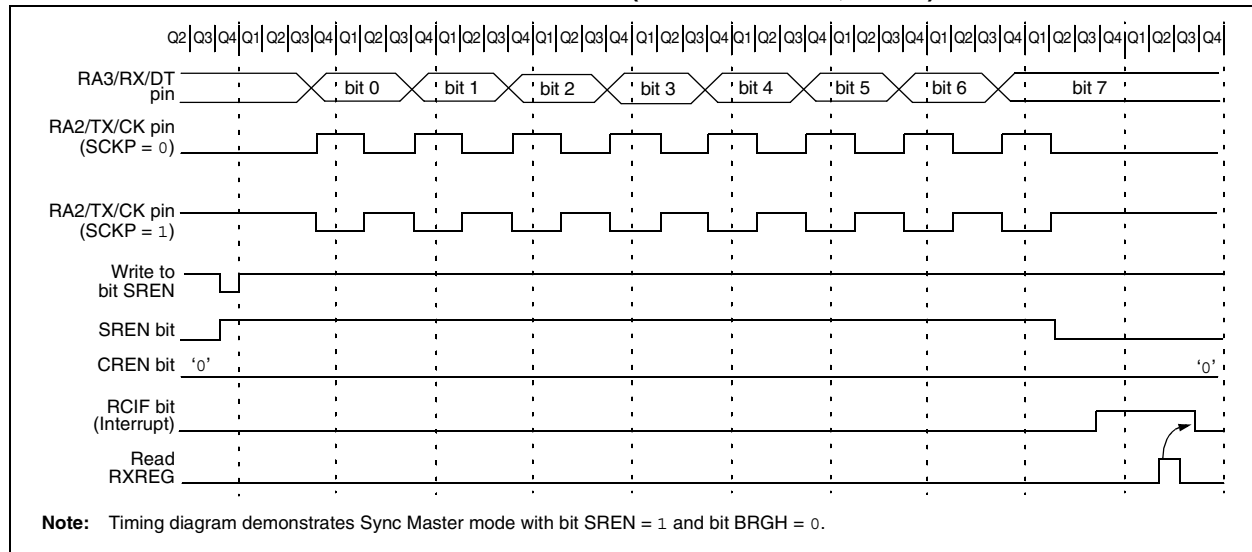 Q2 Q3 Q4 Q1 Q2 Q3 Q4 Q1 Q2 Q3 Q4 Q1 Q2 Q3 Q4 Q1 Q2 Q3 Q4 Q1 Q2 Q3 Q4 Q1 Q2 Q3 Q4 Q1 Q2 Q3 Q4 Q1 Q2 Q3 Q4 Q1 Q2 Q3 Q4 Q1 Q2 Q3 Q4
RA3/RX/DT
pin
bit 0 bit 1 bit 2 bit 3 bit 4 bit 5 bit 6 bit 7
RA2/TX/CK pin
(SCKP = 0)
RA2/TX/CK pin
(SCKP = 1)
Write to
bit SREN
SREN bit
CREN bit '0' '0'
RCIF bit
(Interrupt)
Read
RXREG
Note: Timing diagram demonstrates Sync Master mode with bit SREN = 1 and bit BRGH = 0.